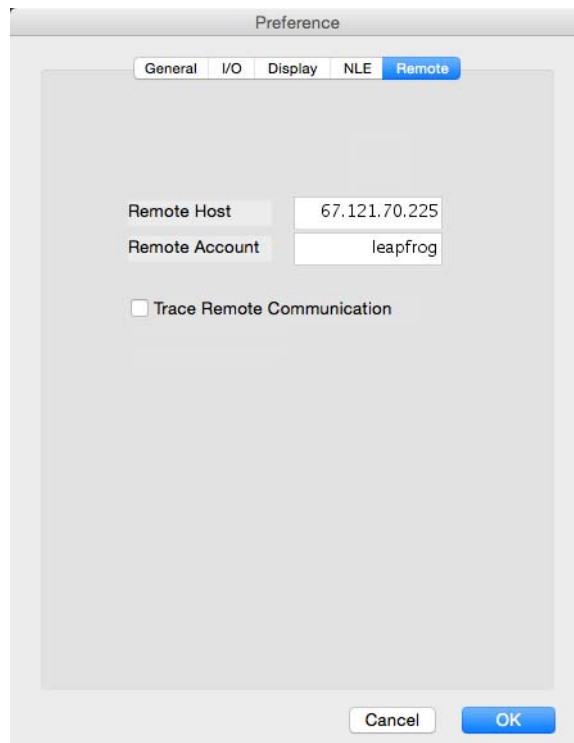 Preference
General I/O Display NLE Remote
Remote Host 67.121.70.225
Remote Account leapfrog
Trace Remote Communication
Cancel OK